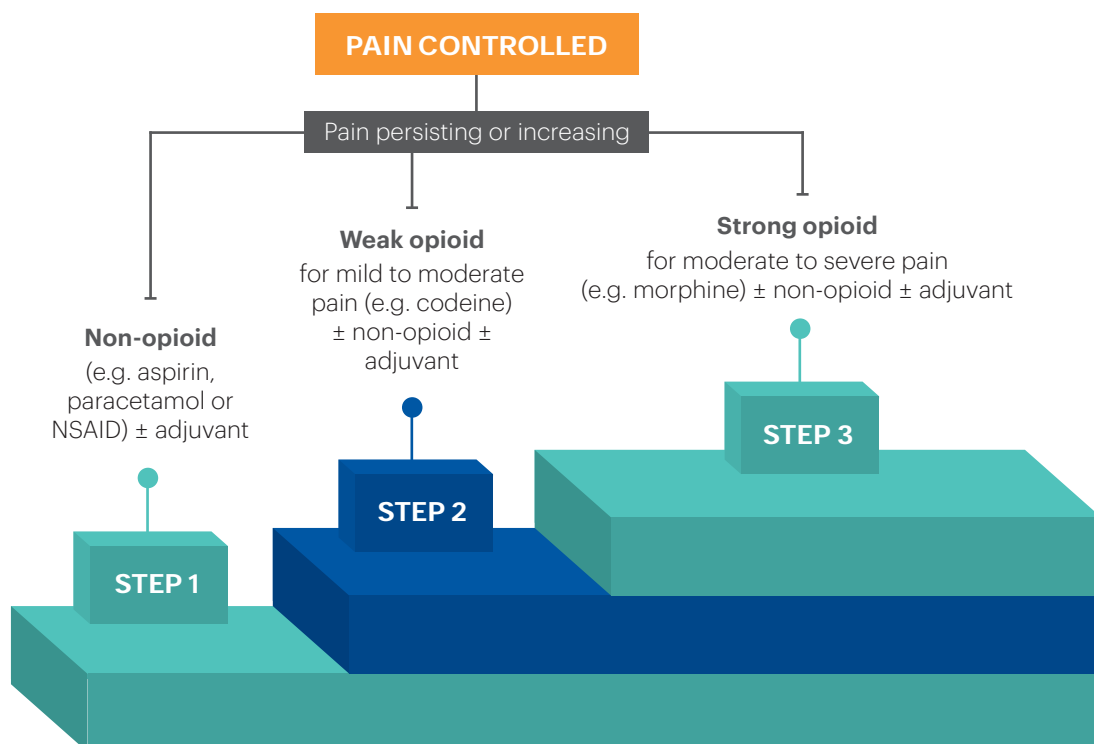 PAIN CONTROLLED
Pain persisting or increasing
Non-opioid
(e.g. aspirin,
paracetamol or
NSAID) ± adjuvant
STEP 1
Weak opioid
for mild to moderate
pain (e.g. codeine)
± non-opioid ±
adjuvant
STEP 2
Strong opioid
for moderate to severe pain
(e.g. morphine) ± non-opioid ± adjuvant
STEP 3